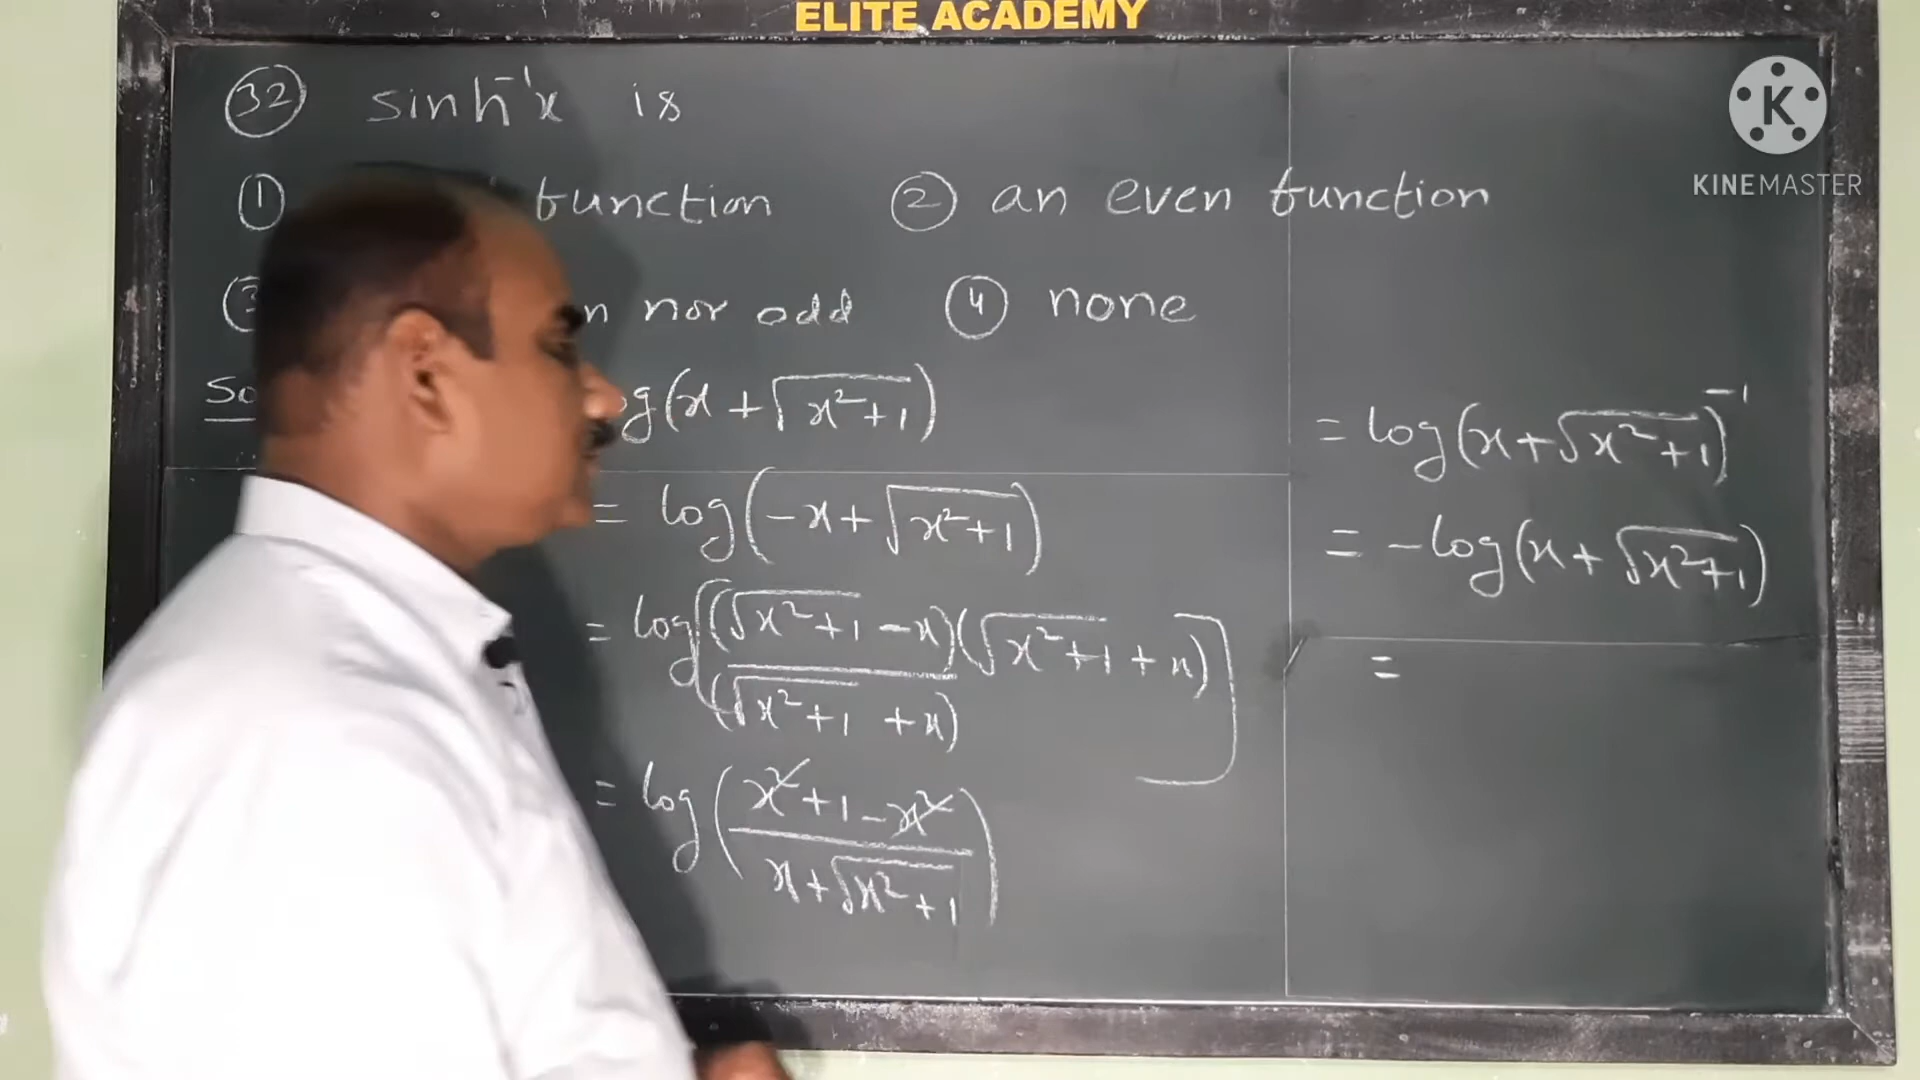 ELITE ACADEMY
K
KINEMASTER
32 sinh⁻¹x is
① function ② an even function
n nor odd ④ none
So g(x + √(x²+1))
= log(-x + √(x²+1))
= log[(√(x²+1) - x)(√(x²+1) + x) / (√(x²+1) + x)]
= log((x²+1-x²) / (x+√(x²+1)))
= log(x+√(x²+1))⁻¹
= -log(x + √(x²+1))
=